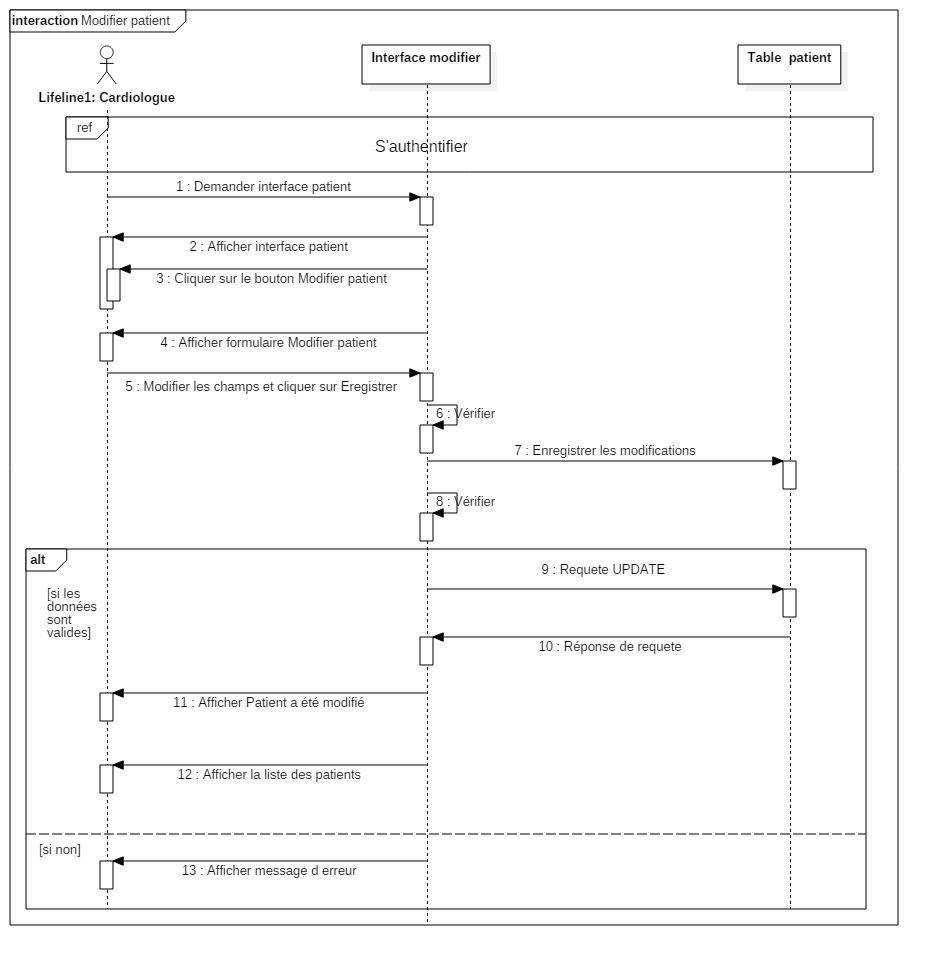 interaction Modifier patient
Interface modifier
Table patient
Lifeline1: Cardiologue
ref
S'authentifier
1 : Demander interface patient
2 : Afficher interface patient
3 : Cliquer sur le bouton Modifier patient
4 : Afficher formulaire Modifier patient
5 : Modifier les champs et cliquer sur Eregistrer
6 : Vérifier
7 : Enregistrer les modifications
8 : Vérifier
alt
9 : Requete UPDATE
[si les
données
sont
valides]
10 : Réponse de requete
11 : Afficher Patient a été modifié
12 : Afficher la liste des patients
[si non]
13 : Afficher message d erreur